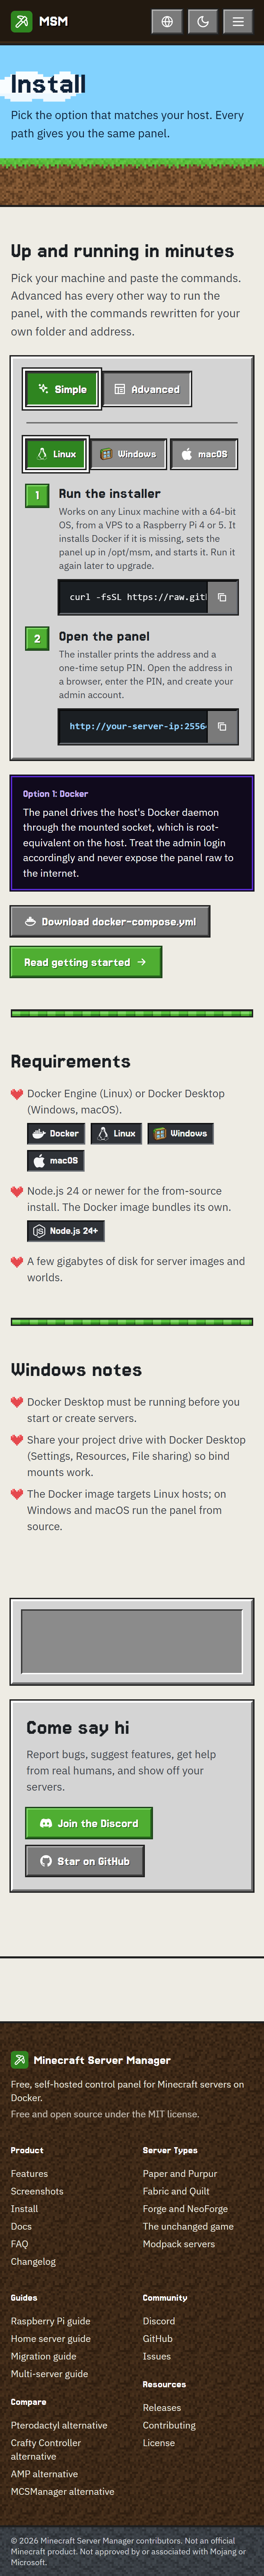 MSM
Install
Pick the option that matches your host. Every
path gives you the same panel.
Up and running in minutes
Pick your machine and paste the commands.
Advanced has every other way to run the
panel, with the commands rewritten for your
own folder and address.
Simple
Advanced
Linux
Windows
macOS
1
Run the installer
Works on any Linux machine with a 64-bit
OS, from a VPS to a Raspberry Pi 4 or 5. It
installs Docker if it is missing, sets the
panel up in /opt/msm, and starts it. Run it
again later to upgrade.
curl -fsSL https://raw.git
2
Open the panel
The installer prints the address and a
one-time setup PIN. Open the address in
a browser, enter the PIN, and create your
admin account.
http://your-server-ip:2556
Option 1: Docker
The panel drives the host's Docker daemon
through the mounted socket, which is root-
equivalent on the host. Treat the admin login
accordingly and never expose the panel raw to
the internet.
Download docker-compose.yml
Read getting started →
Requirements
Docker Engine (Linux) or Docker Desktop
(Windows, macOS).
Docker
Linux
Windows
macOS
Node.js 24 or newer for the from-source
install. The Docker image bundles its own.
Node.js 24+
A few gigabytes of disk for server images and
worlds.
Windows notes
Docker Desktop must be running before you
start or create servers.
Share your project drive with Docker Desktop
(Settings, Resources, File sharing) so bind
mounts work.
The Docker image targets Linux hosts; on
Windows and macOS run the panel from
source.
Come say hi
Report bugs, suggest features, get help
from real humans, and show off your
servers.
Join the Discord
Star on GitHub
Minecraft Server Manager
Free, self-hosted control panel for Minecraft servers on
Docker.
Free and open source under the MIT license.
Product
Features
Screenshots
Install
Docs
FAQ
Changelog
Server Types
Paper and Purpur
Fabric and Quilt
Forge and NeoForge
The unchanged game
Modpack servers
Guides
Raspberry Pi guide
Home server guide
Migration guide
Multi-server guide
Community
Discord
GitHub
Issues
Compare
Pterodactyl alternative
Crafty Controller
alternative
AMP alternative
MCSManager alternative
Resources
Releases
Contributing
License
© 2026 Minecraft Server Manager contributors. Not an official
Minecraft product. Not approved by or associated with Mojang or
Microsoft.